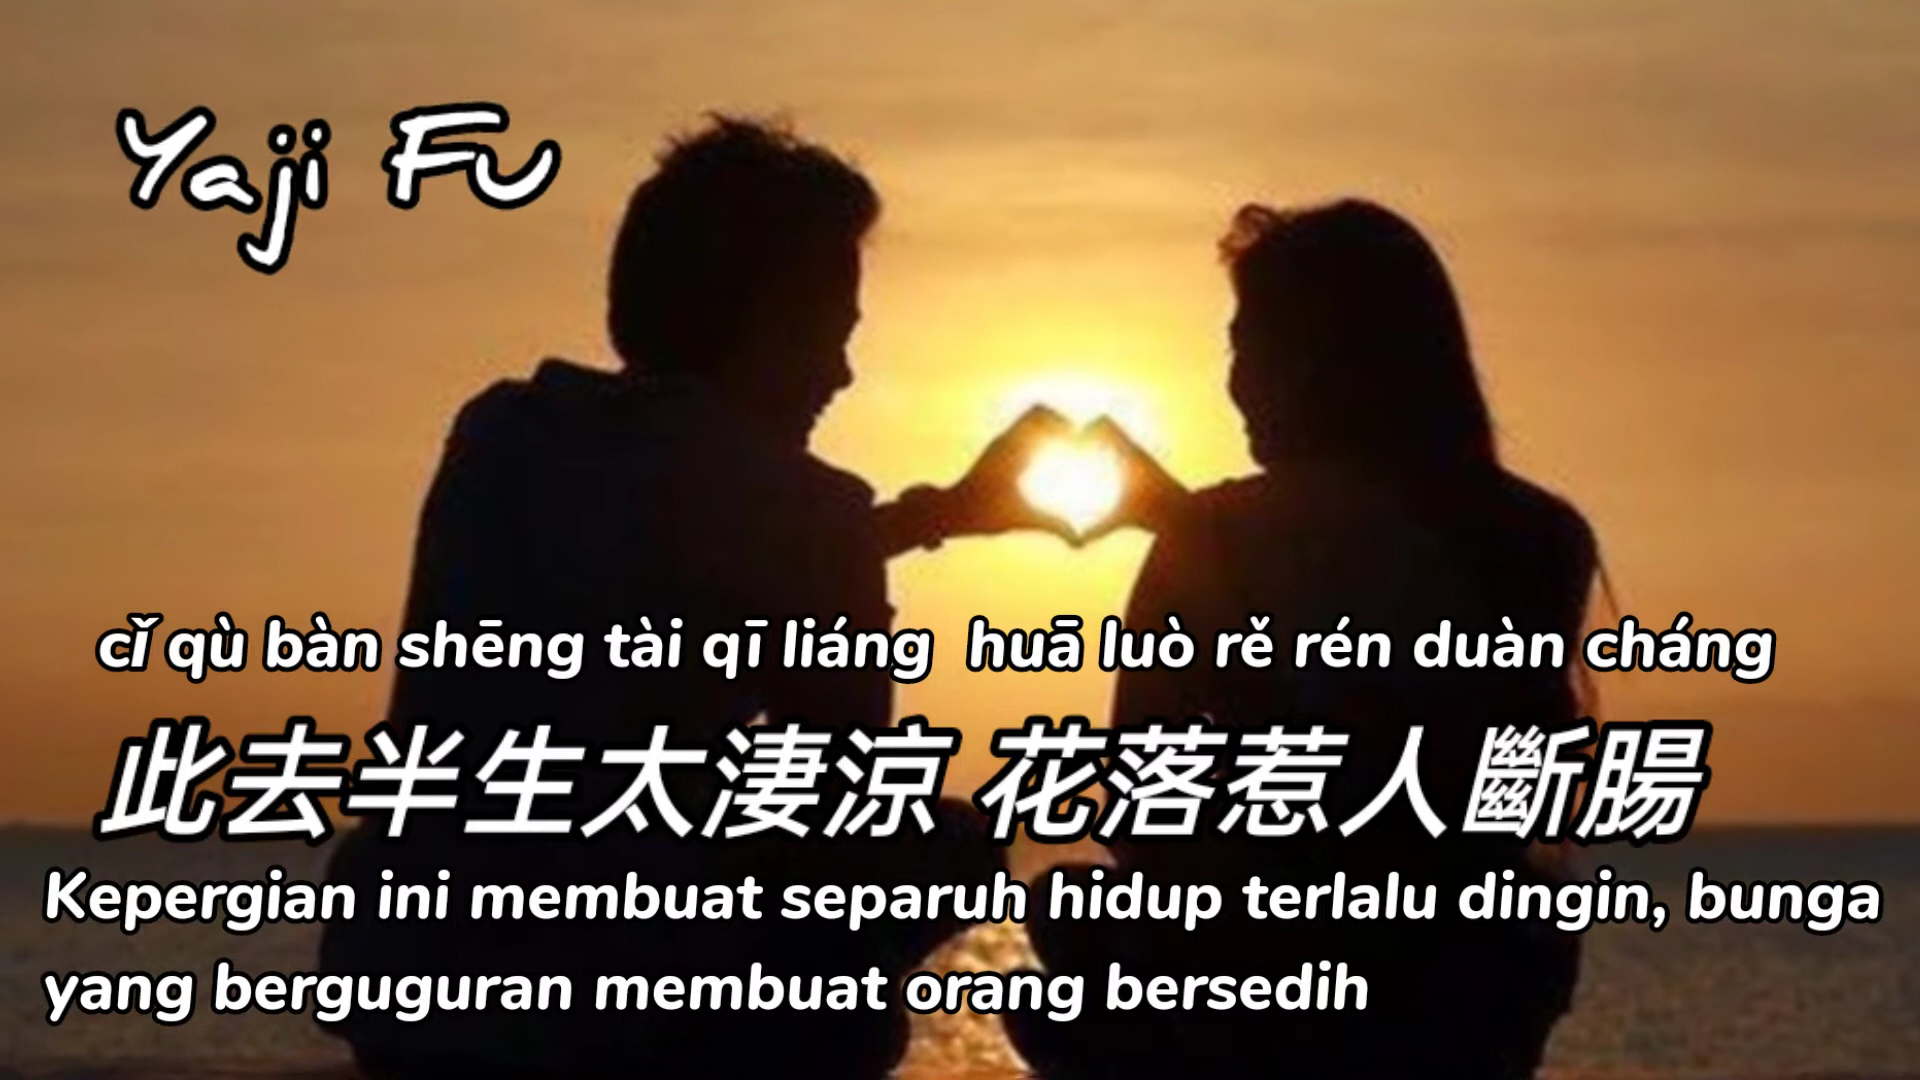 Yaji Fu
cǐ qù bàn shēng tài qī liáng huā luò rě rén duàn cháng
此去半生太淒涼 花落惹人斷腸
Kepergian ini membuat separuh hidup terlalu dingin, bunga
yang berguguran membuat orang bersedih